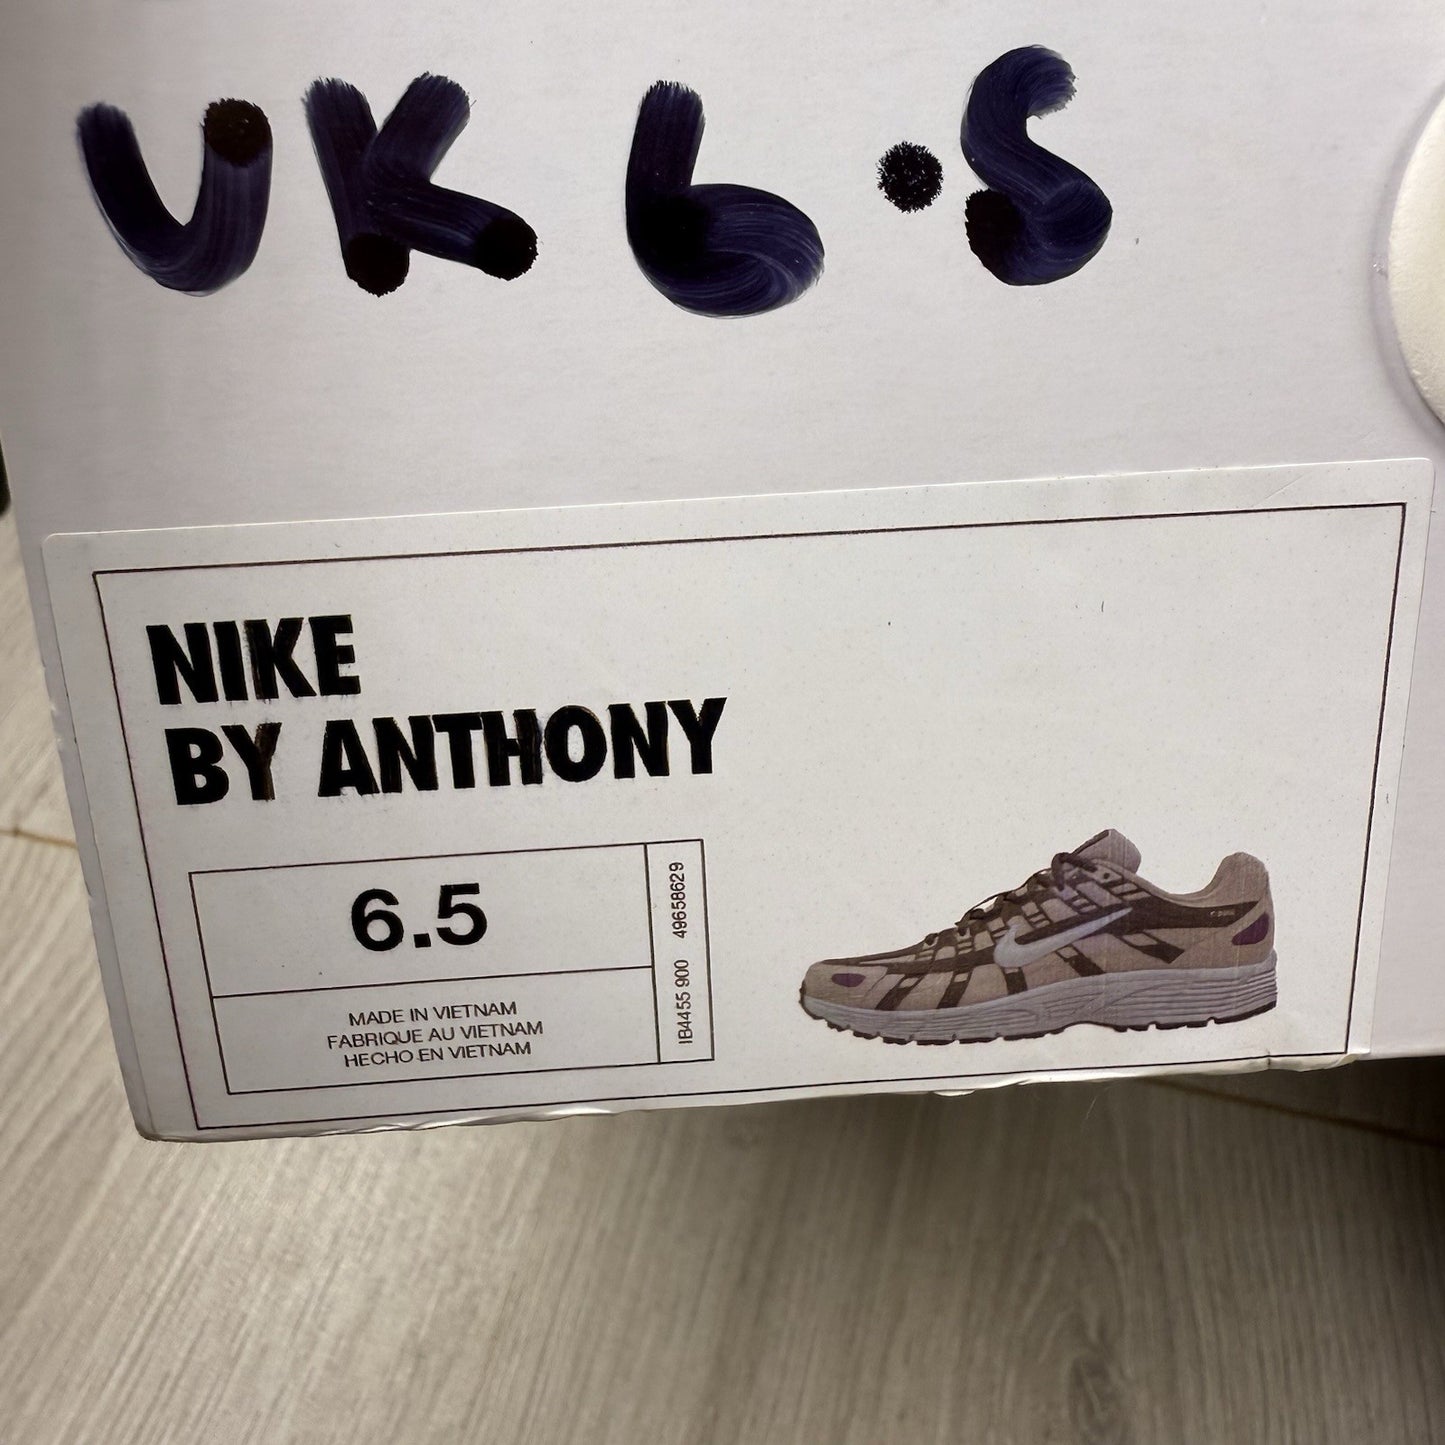 UK 6.5
NIKE
BY ANTHONY
6.5
MADE IN VIETNAM
FABRIQUE AU VIETNAM
HECHO EN VIETNAM
IB4455 900 49658629